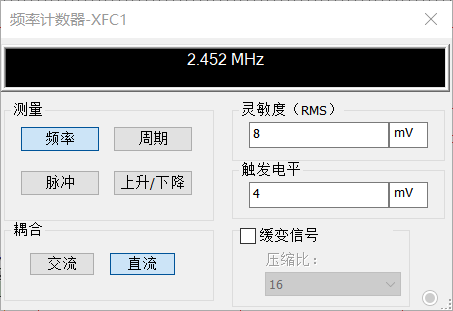 频率计数器-XFC1
2.452 MHz
测量
频率
周期
脉冲
上升/下降
耦合
交流
直流
灵敏度（RMS）
8
mV
触发电平
4
mV
缓变信号
压缩比：
16